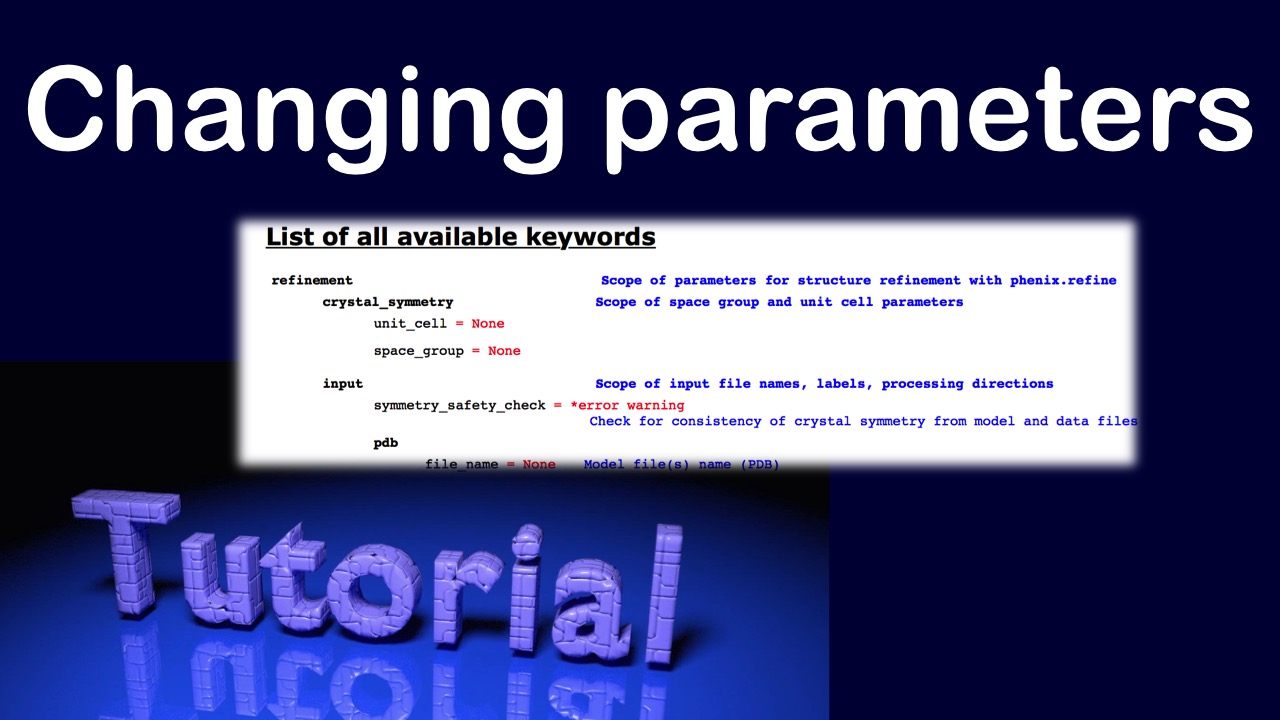 Changing parameters
List of all available keywords
refinement Scope of parameters for structure refinement with phenix.refine
crystal_symmetry Scope of space group and unit cell parameters
unit_cell = None
space_group = None
input Scope of input file names, labels, processing directions
symmetry_safety_check = *error warning
Check for consistency of crystal symmetry from model and data files
pdb
file_name = None Model file(s) name (PDB)
Tutorial